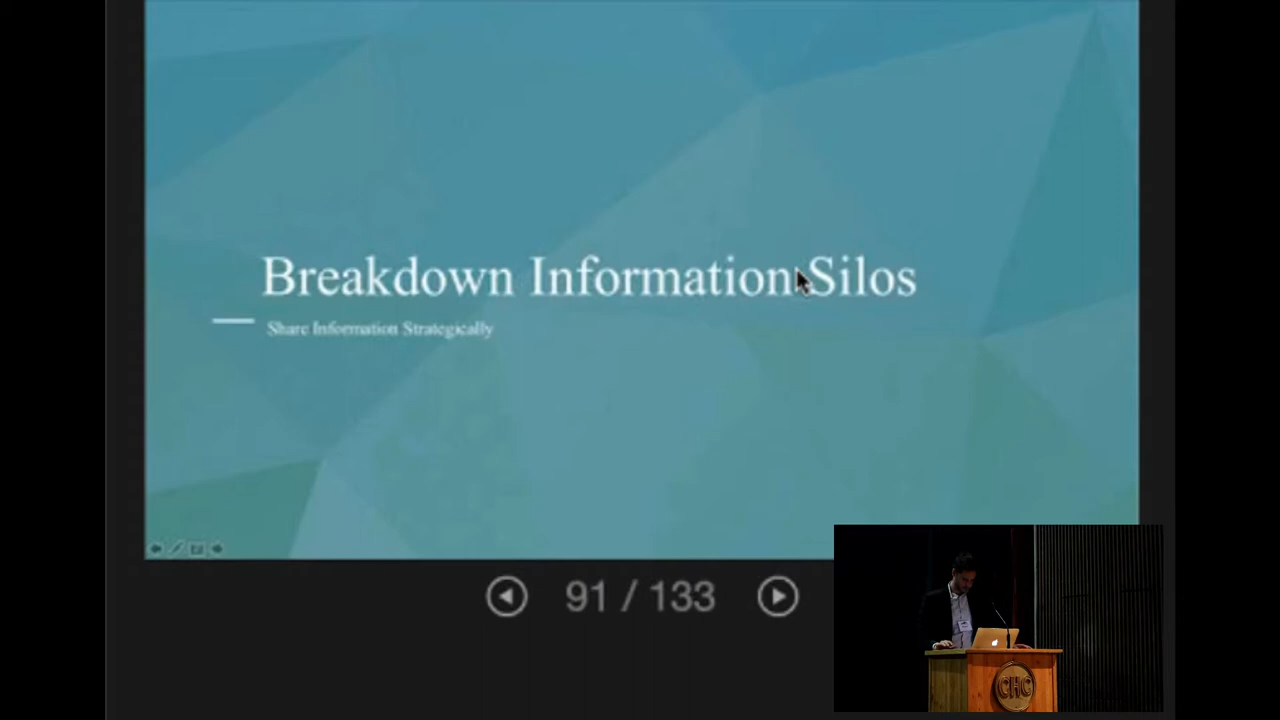 Breakdown Information Silos
Share Information Strategically
91 / 133
CHC